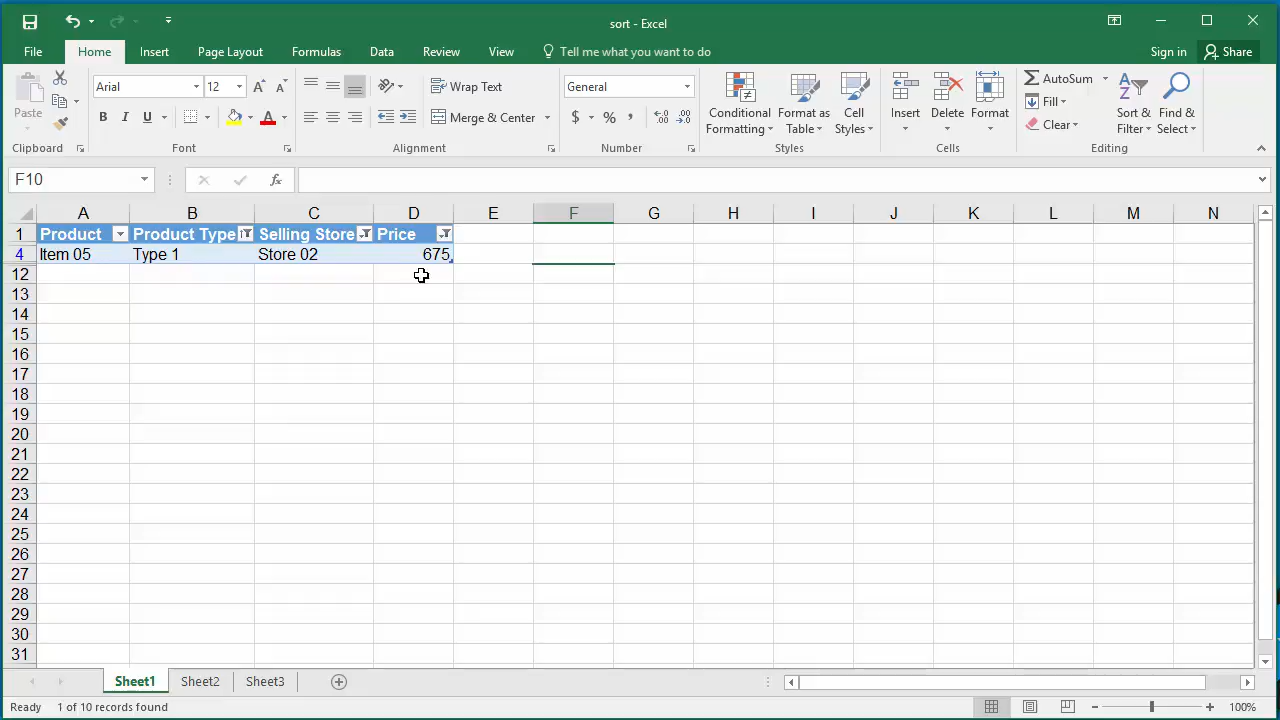 sort - Excel
File Home Insert Page Layout Formulas Data Review View Tell me what you want to do Sign in Share
Paste Arial 12 A A Wrap Text General Conditional Formatting Format as Table Cell Styles Insert Delete Format AutoSum Sort & Filter Find & Select
B I U A Merge & Center $ % , Fill
Clear
Clipboard Font Alignment Number Styles Cells Editing
F10 fx
A B C D E F G H I J K L M N
1 Product Product Type Selling Store Price
4 Item 05 Type 1 Store 02 675
12
13
14
15
16
17
18
19
20
21
22
23
24
25
26
27
28
29
30
31
Sheet1 Sheet2 Sheet3
Ready 1 of 10 records found 100%